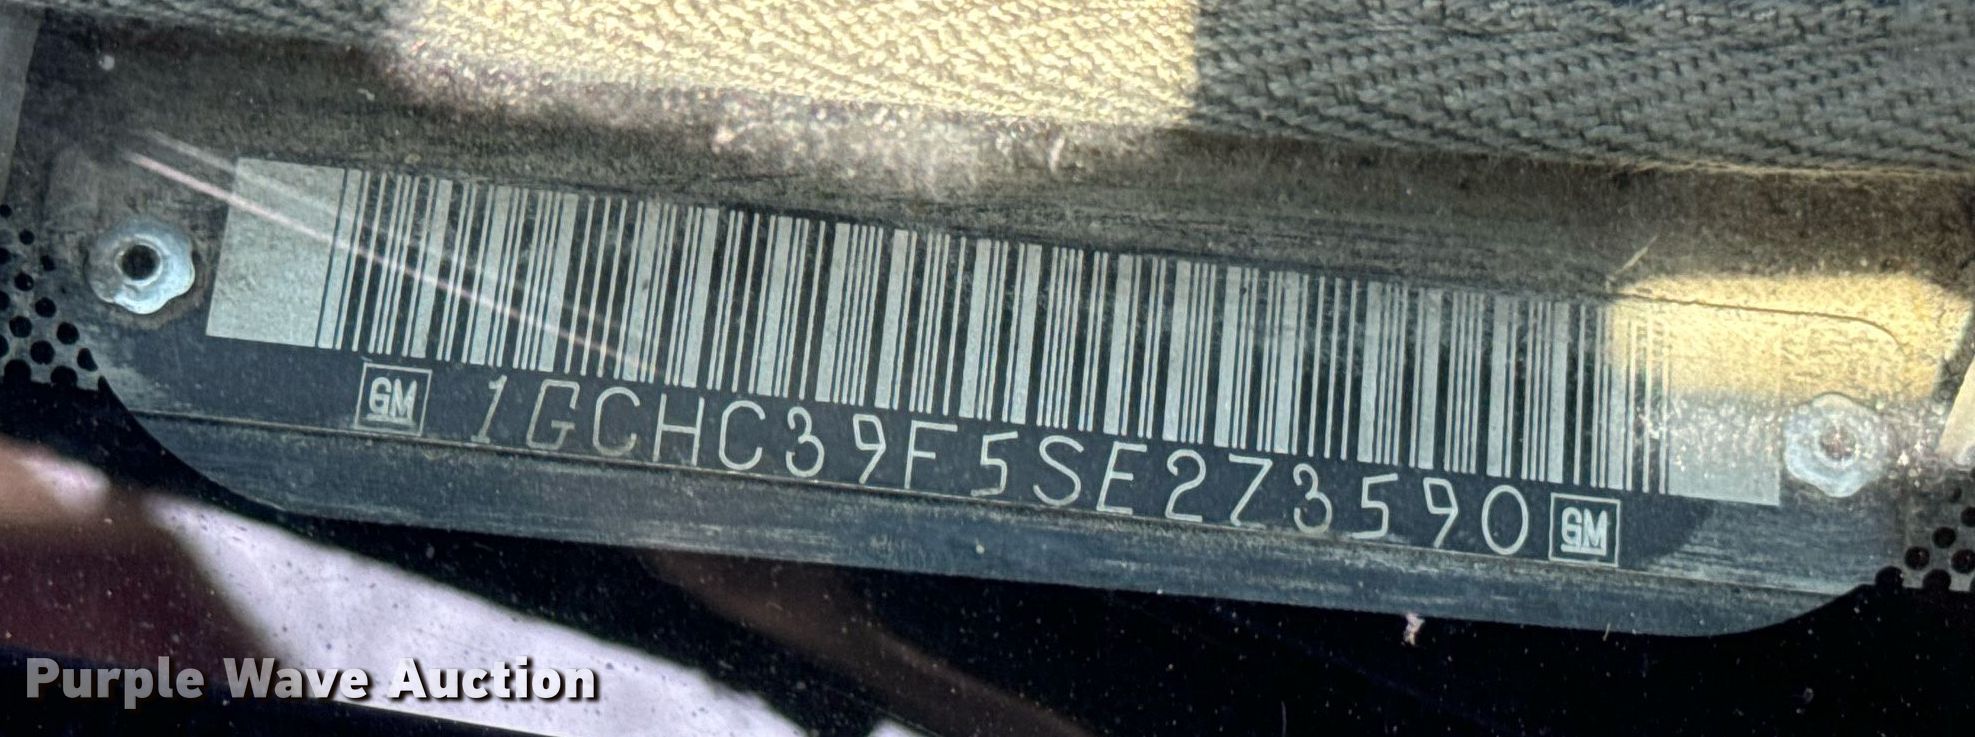 GM 1GCHC39F5SE273590 GM
Purple Wave Auction